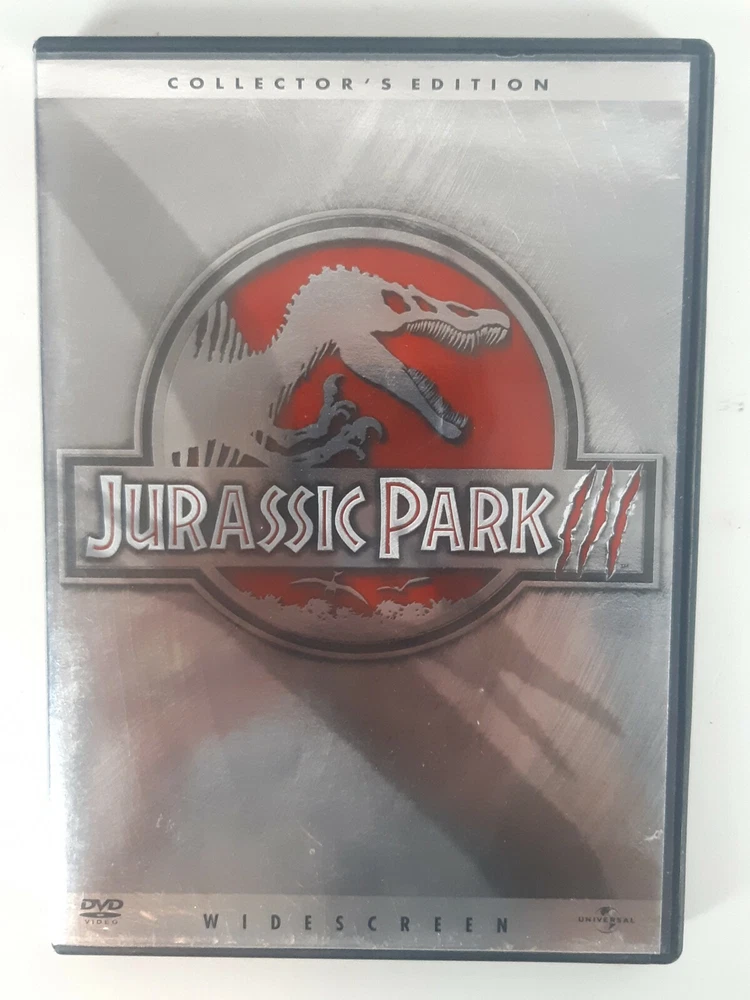 COLLECTOR'S EDITION
JURASSIC PARK III
DVD
VIDEO
WIDESCREEN
UNIVERSAL